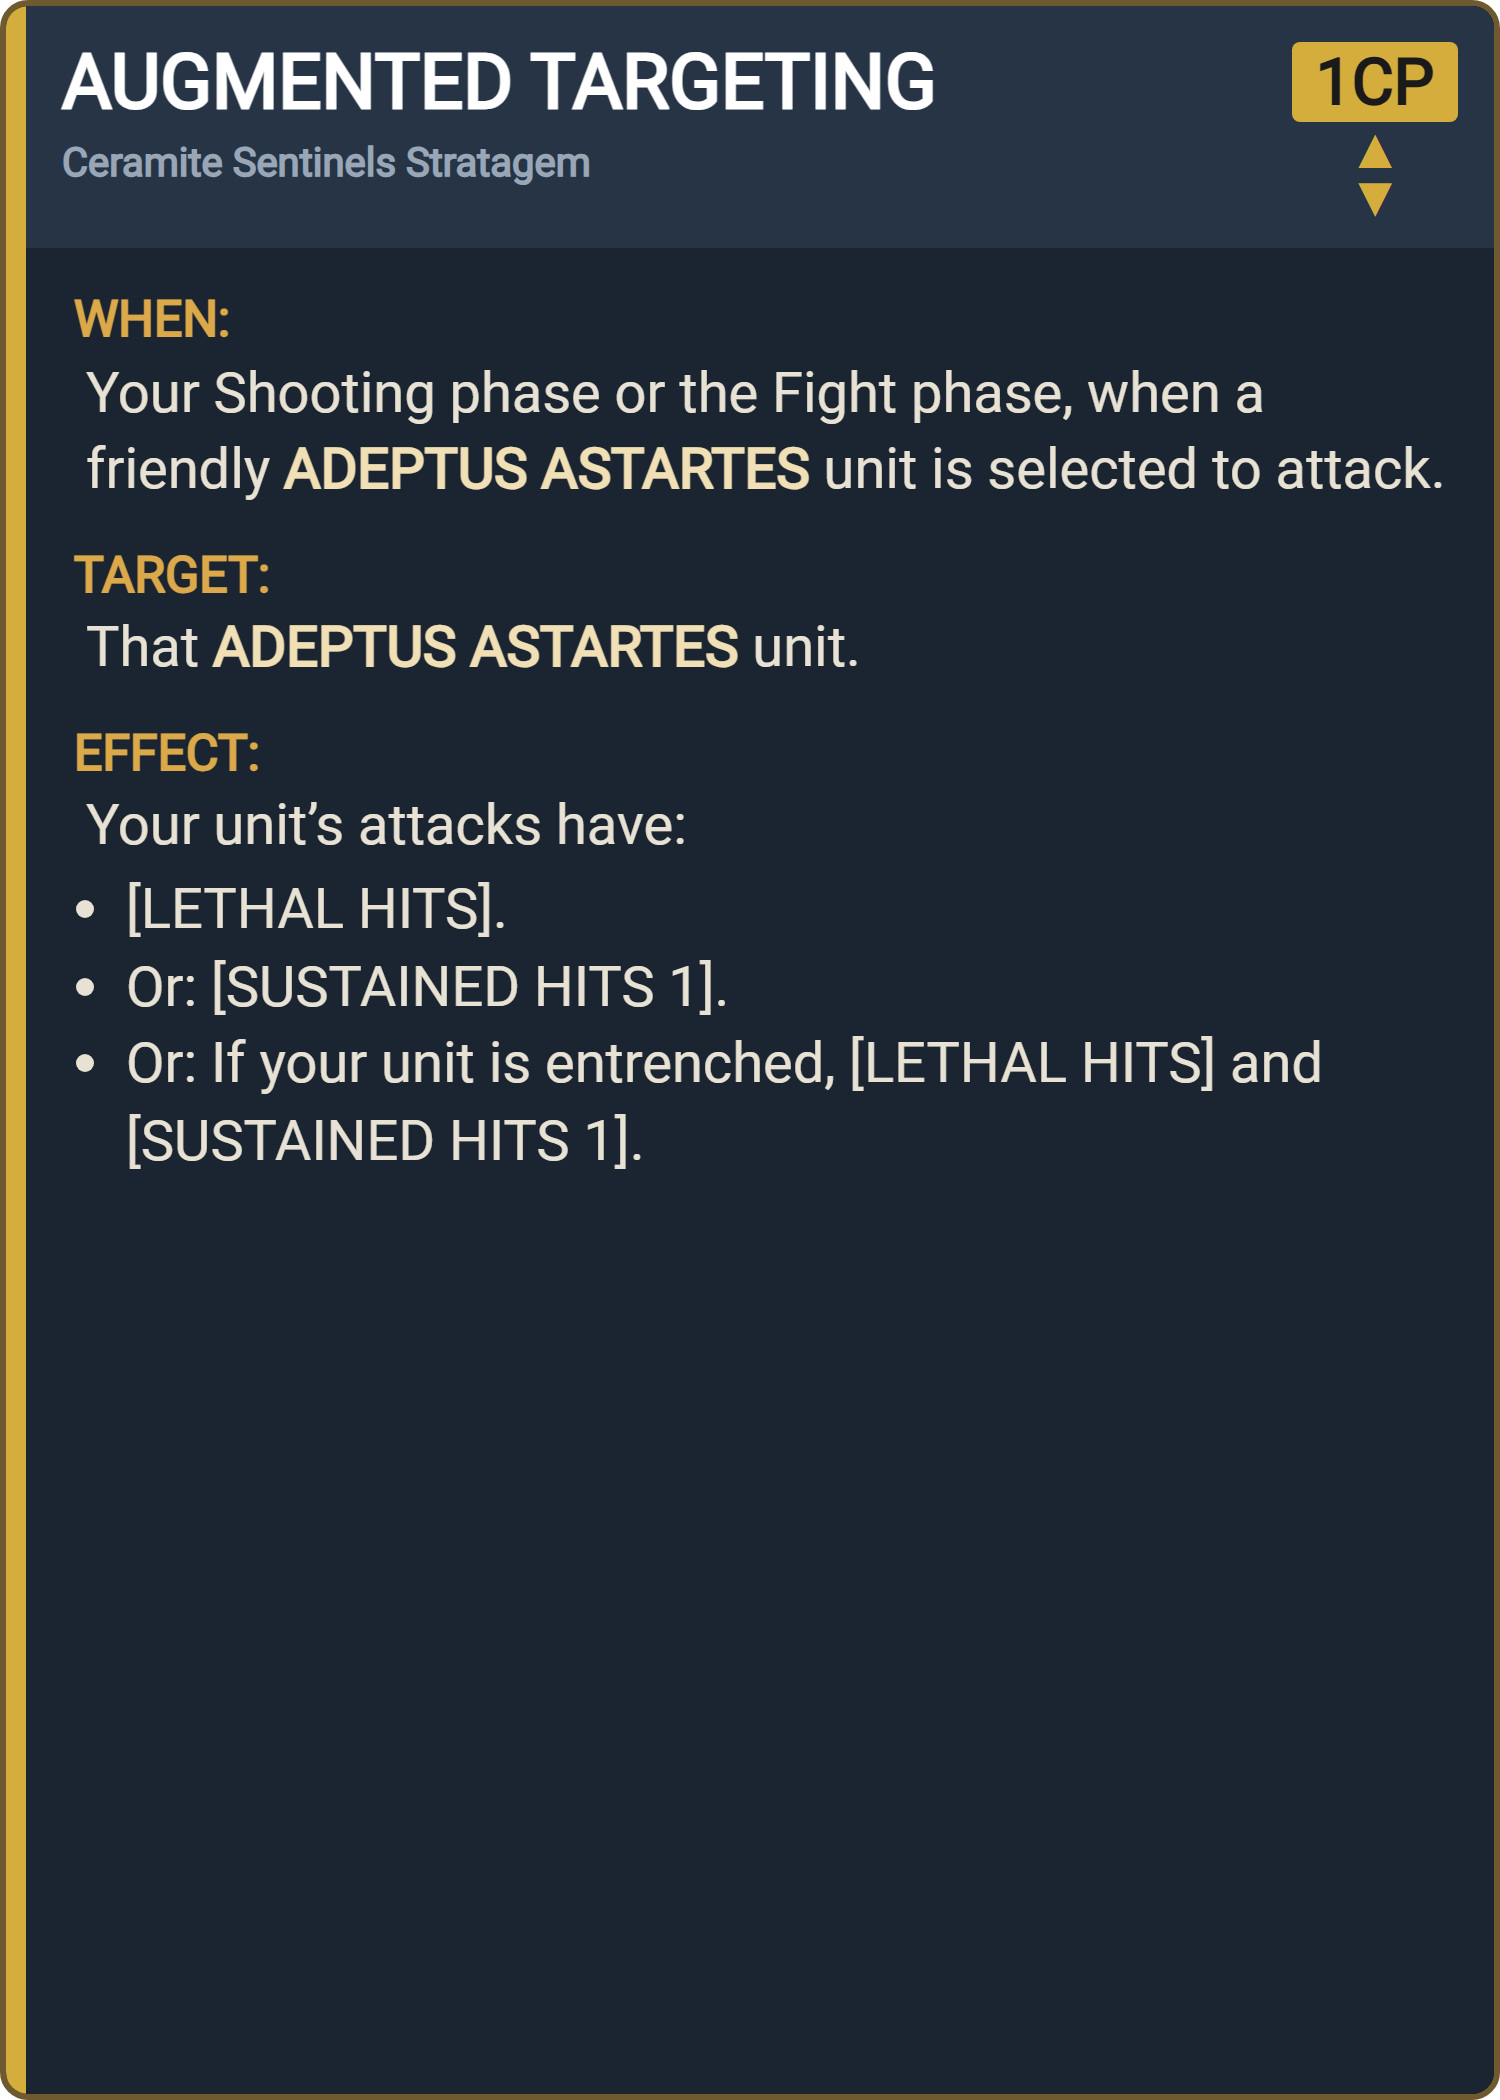 AUGMENTED TARGETING
1CP
Ceramite Sentinels Stratagem
▲
▼
WHEN:
Your Shooting phase or the Fight phase, when a
friendly ADEPTUS ASTARTES unit is selected to attack.
TARGET:
That ADEPTUS ASTARTES unit.
EFFECT:
Your unit’s attacks have:
• [LETHAL HITS].
• Or: [SUSTAINED HITS 1].
• Or: If your unit is entrenched, [LETHAL HITS] and
[SUSTAINED HITS 1].